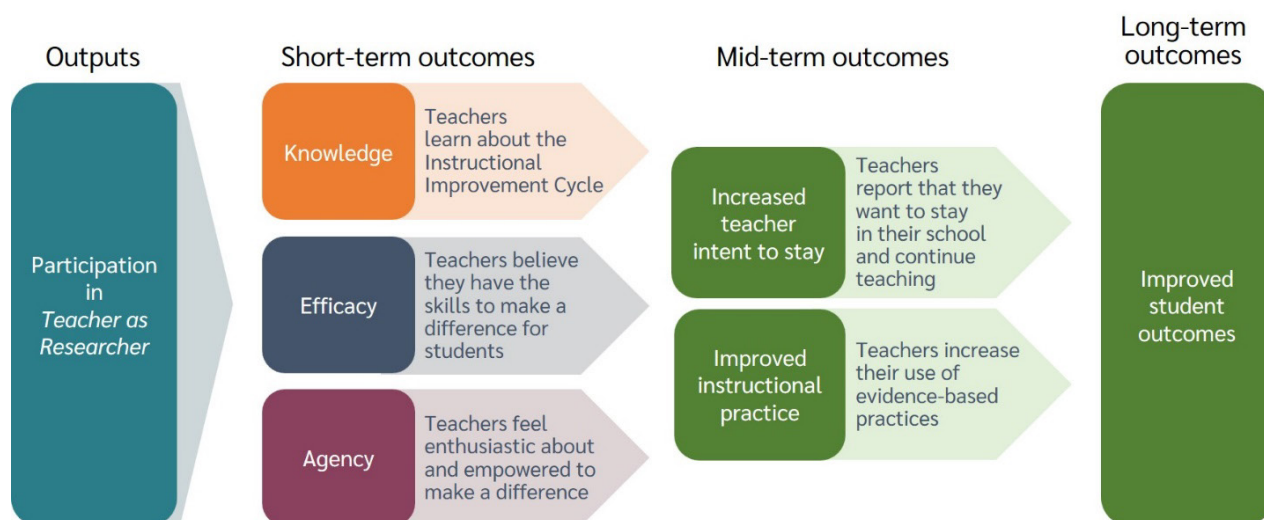 Outputs
Participation
in
Teacher as
Researcher
Short-term outcomes
Knowledge
Teachers
learn about the
Instructional
Improvement Cycle
Efficacy
Teachers believe
they have the
skills to make a
difference for
students
Agency
Teachers feel
enthusiastic about
and empowered to
make a difference
Mid-term outcomes
Increased
teacher
intent to stay
Teachers
report that they
want to stay
in their school
and continue
teaching
Improved
instructional
practice
Teachers increase
their use of
evidence-based
practices
Long-term
outcomes
Improved
student
outcomes